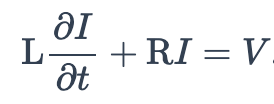 L ∂I/∂t + RI = V.